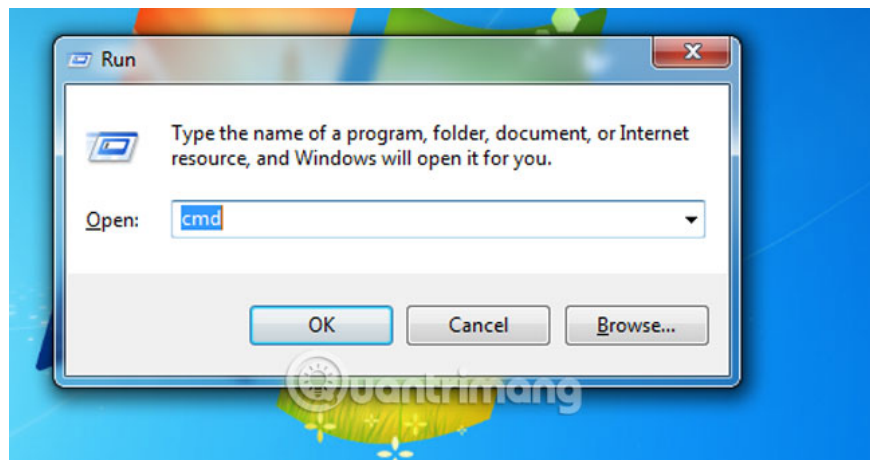 Run
Type the name of a program, folder, document, or Internet
resource, and Windows will open it for you.
Open: cmd
OK Cancel Browse...
Quantrimang